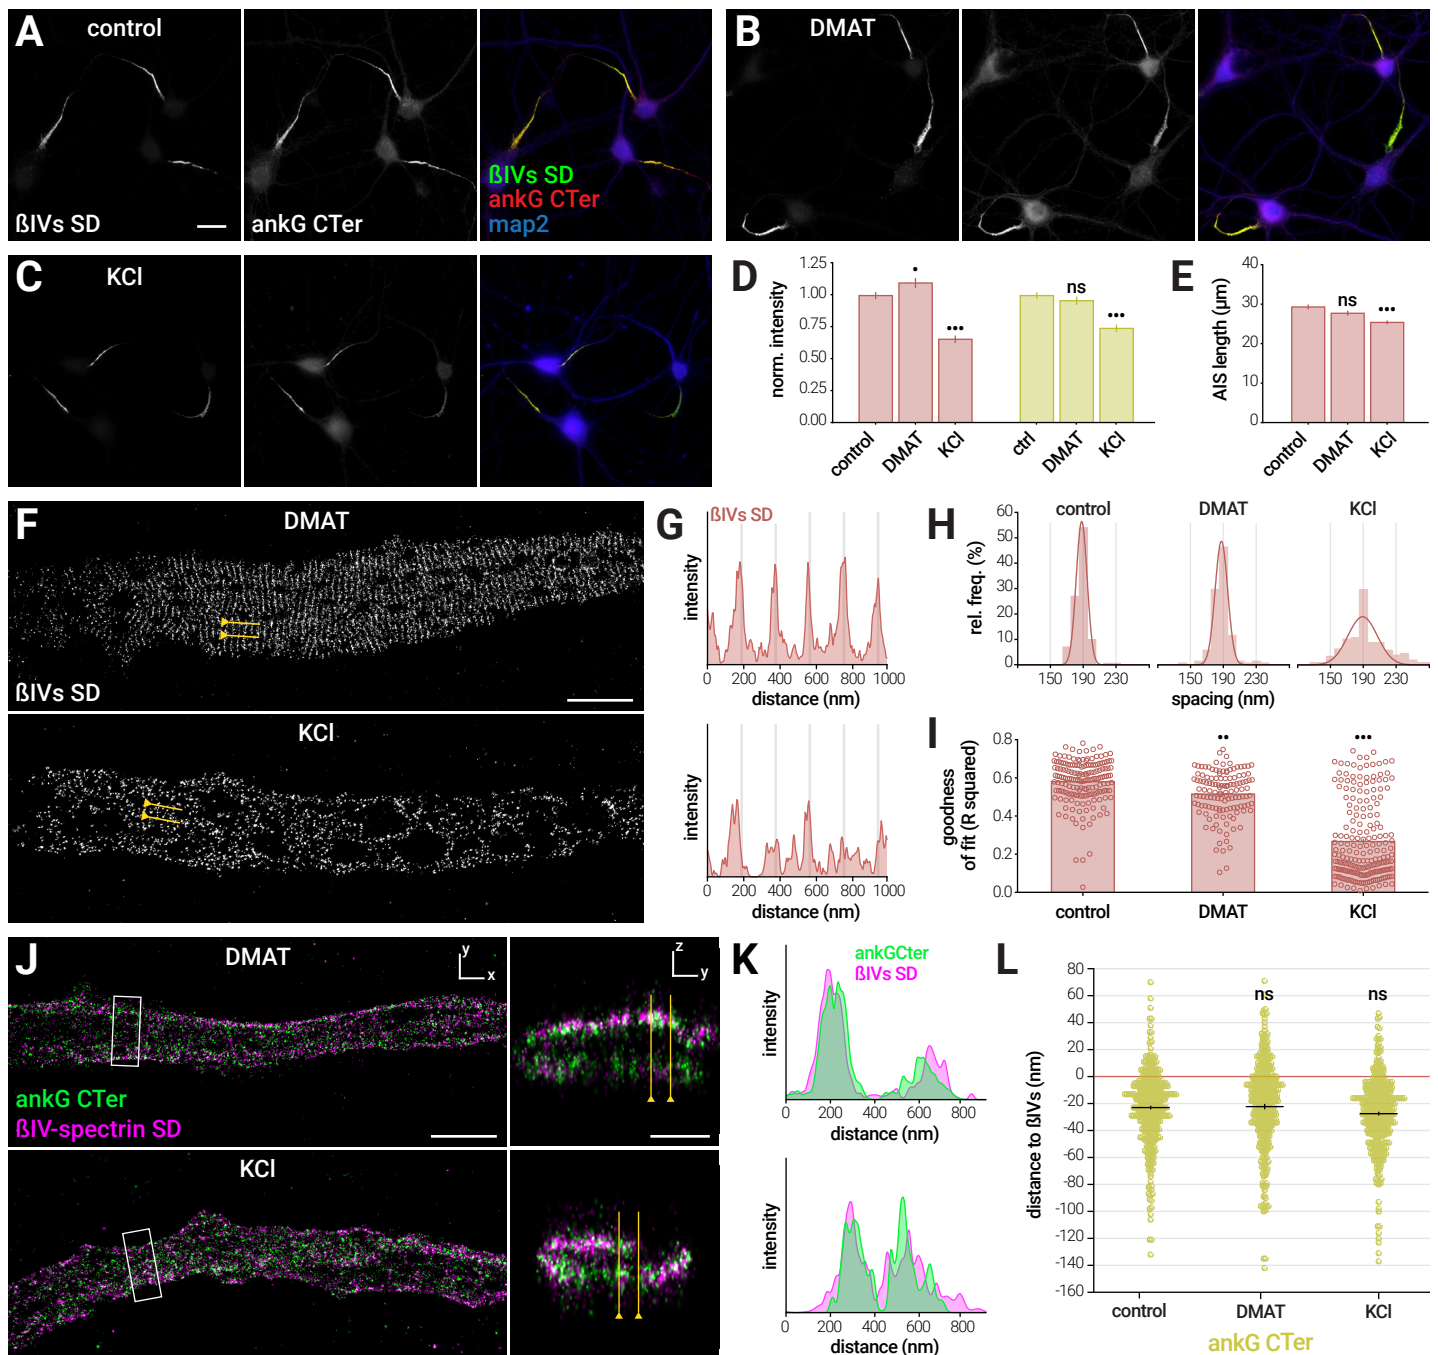 A
control
ßIVs SD
ankG CTer
ßIVs SD
ankG CTer
map2
B
DMAT
C
KCl
D
norm. intensity
1.25
1.00
0.75
0.50
0.25
0.00
•
•••
ns
•••
control
DMAT
KCl
ctrl
DMAT
KCl
E
AIS length (µm)
40
30
20
10
0
ns
•••
control
DMAT
KCl
F
DMAT
ßIVs SD
KCl
G
ßIVs SD
intensity
0 200 400 600 800 1000
distance (nm)
intensity
0 200 400 600 800 1000
distance (nm)
H
control DMAT KCl
rel. freq. (%)
60
50
40
30
20
10
0
150 190 230 150 190 230 150 190 230
spacing (nm)
I
goodness
of fit (R squared)
0.8
0.6
0.4
0.2
0.0
••
•••
control DMAT KCl
J
DMAT
y
x
z
y
ankG CTer
ßIV-spectrin SD
KCl
K
ankGCter
ßIVs SD
intensity
0 200 400 600 800
distance (nm)
intensity
0 200 400 600 800
distance (nm)
L
distance to ßIVs (nm)
80
60
40
20
0
-20
-40
-60
-80
-100
-120
-140
-160
ns
ns
control DMAT KCl
ankG CTer